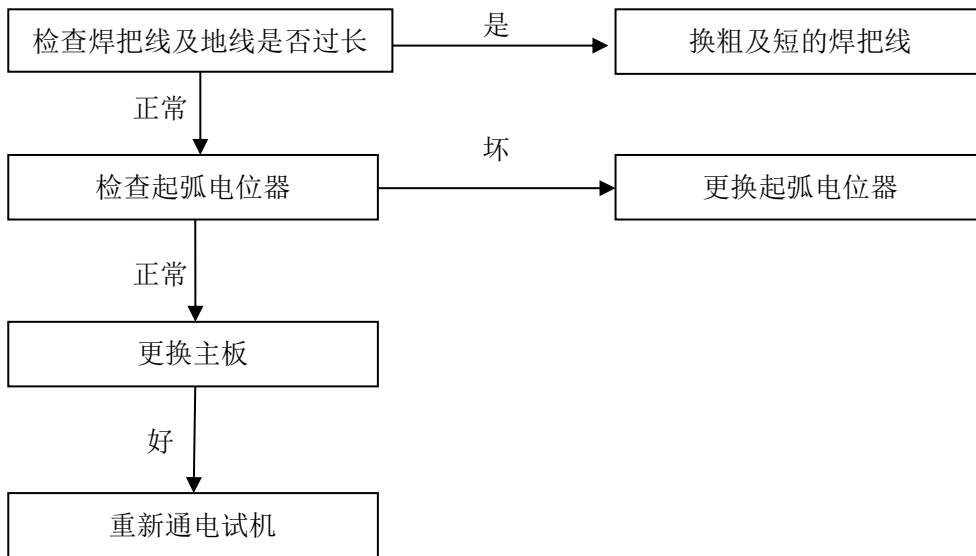 检查焊把线及地线是否过长
是
换粗及短的焊把线
正常
检查起弧电位器
坏
更换起弧电位器
正常
更换主板
好
重新通电试机